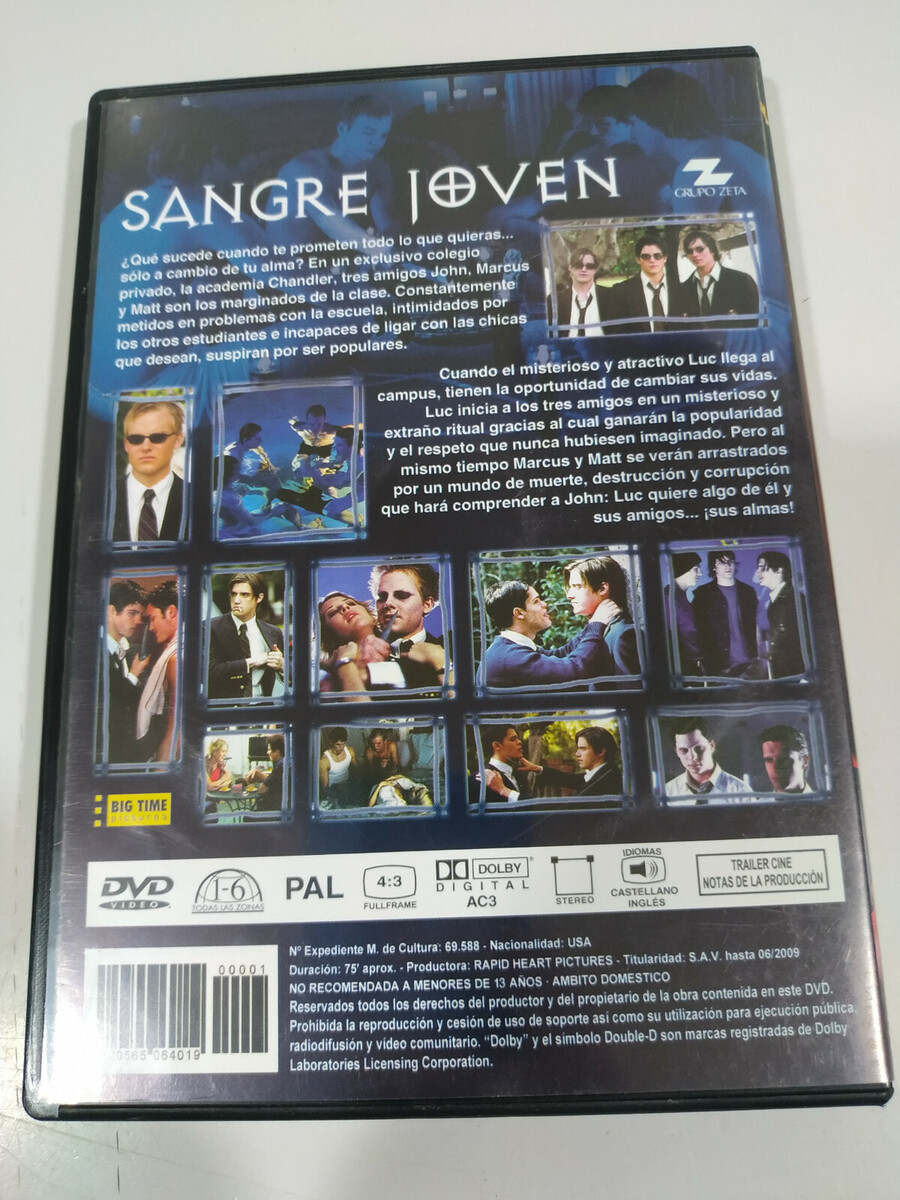 SANGRE JOVEN
GRUPO ZETA
¿Qué sucede cuando te prometen todo lo que quieras...
sólo a cambio de tu alma? En un exclusivo colegio
privado, la academia Chandler, tres amigos John, Marcus
y Matt son los marginados de la clase. Constantemente
metidos en problemas con la escuela, intimidados por
los otros estudiantes e incapaces de ligar con las chicas
que desean, suspiran por ser populares.
Cuando el misterioso y atractivo Luc llega al
campus, tienen la oportunidad de cambiar sus vidas.
Luc inicia a los tres amigos en un misterioso y
extraño ritual gracias al cual ganarán la popularidad
y el respeto que nunca hubiesen imaginado. Pero al
mismo tiempo Marcus y Matt se verán arrastrados
por un mundo de muerte, destrucción y corrupción
que hará comprender a John: Luc quiere algo de él y
sus amigos... ¡sus almas!
BIG TIME
pictures
DVD
VIDEO
1-6
TODAS LAS ZONAS
PAL
4:3
FULLFRAME
DOLBY
DIGITAL
AC3
STEREO
IDIOMAS
CASTELLANO
INGLÉS
TRAILER CINE
NOTAS DE LA PRODUCCIÓN
00001
20565 064019
Nº Expediente M. de Cultura: 69.588 - Nacionalidad: USA
Duración: 75' aprox. - Productora: RAPID HEART PICTURES - Titularidad: S.A.V. hasta 06/2009
NO RECOMENDADA A MENORES DE 13 AÑOS · AMBITO DOMESTICO
Reservados todos los derechos del productor y del propietario de la obra contenida en este DVD.
Prohibida la reproducción y cesión de uso de soporte así como su utilización para ejecución pública,
radiodifusión y video comunitario. “Dolby” y el símbolo Double-D son marcas registradas de Dolby
Laboratories Licensing Corporation.